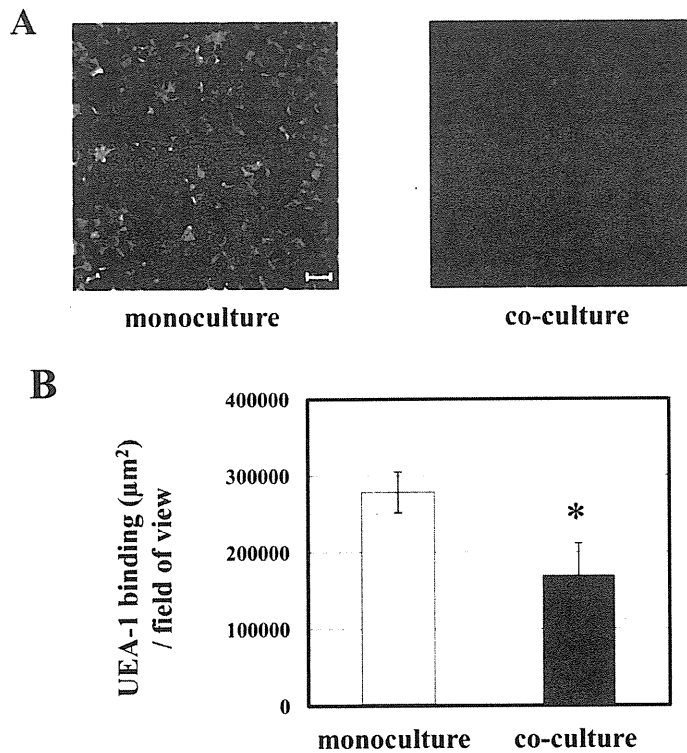 A
monoculture
co-culture
B
UEA-1 binding (µm²)
/ field of view
400000
300000
200000
100000
0
*
monoculture
co-culture